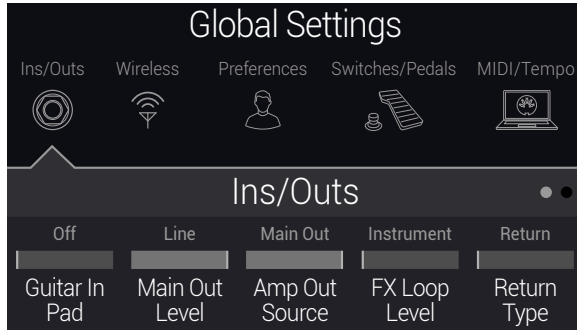 Global Settings
Ins/Outs Wireless Preferences Switches/Pedals MIDI/Tempo
Ins/Outs
Off Line Main Out Instrument Return
Guitar In Main Out Amp Out FX Loop Return
Pad Level Source Level Type